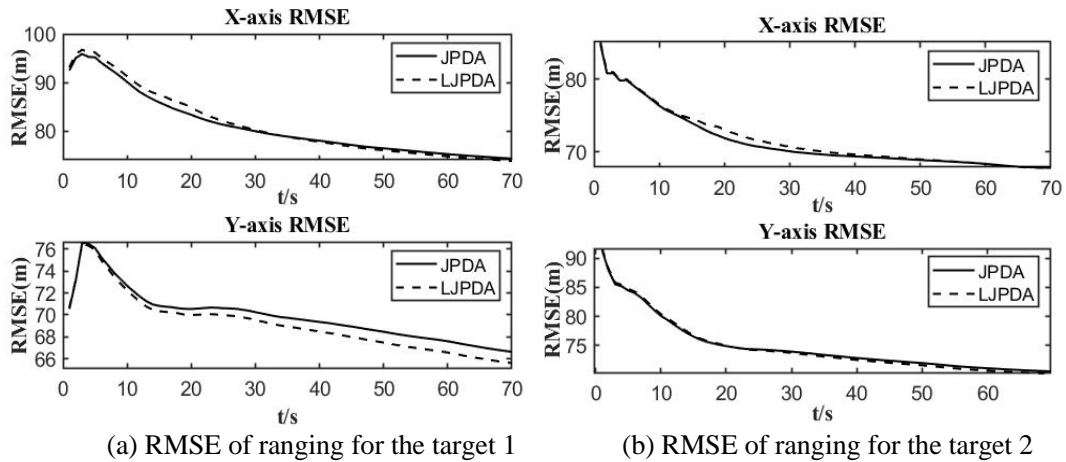 X-axis RMSE
100
90
80
RMSE(m)
JPDA
LJPDA
0 10 20 30 40 50 60 70
t/s
Y-axis RMSE
76
74
72
70
68
66
RMSE(m)
JPDA
LJPDA
0 10 20 30 40 50 60 70
t/s
(a) RMSE of ranging for the target 1
X-axis RMSE
80
70
RMSE(m)
JPDA
LJPDA
0 10 20 30 40 50 60 70
t/s
Y-axis RMSE
90
85
80
75
RMSE(m)
JPDA
LJPDA
0 10 20 30 40 50 60
t/s
(b) RMSE of ranging for the target 2